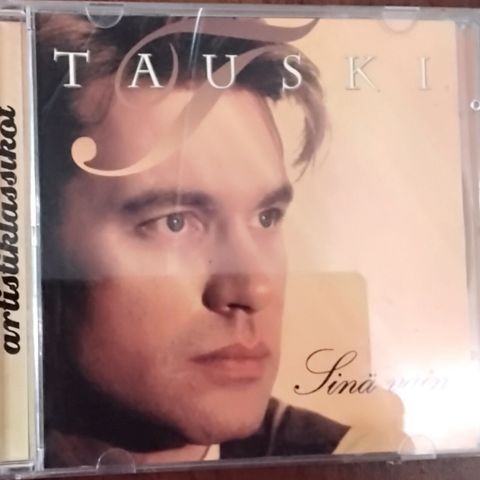 TAUSKI
artistiklassikot
Sinä vain